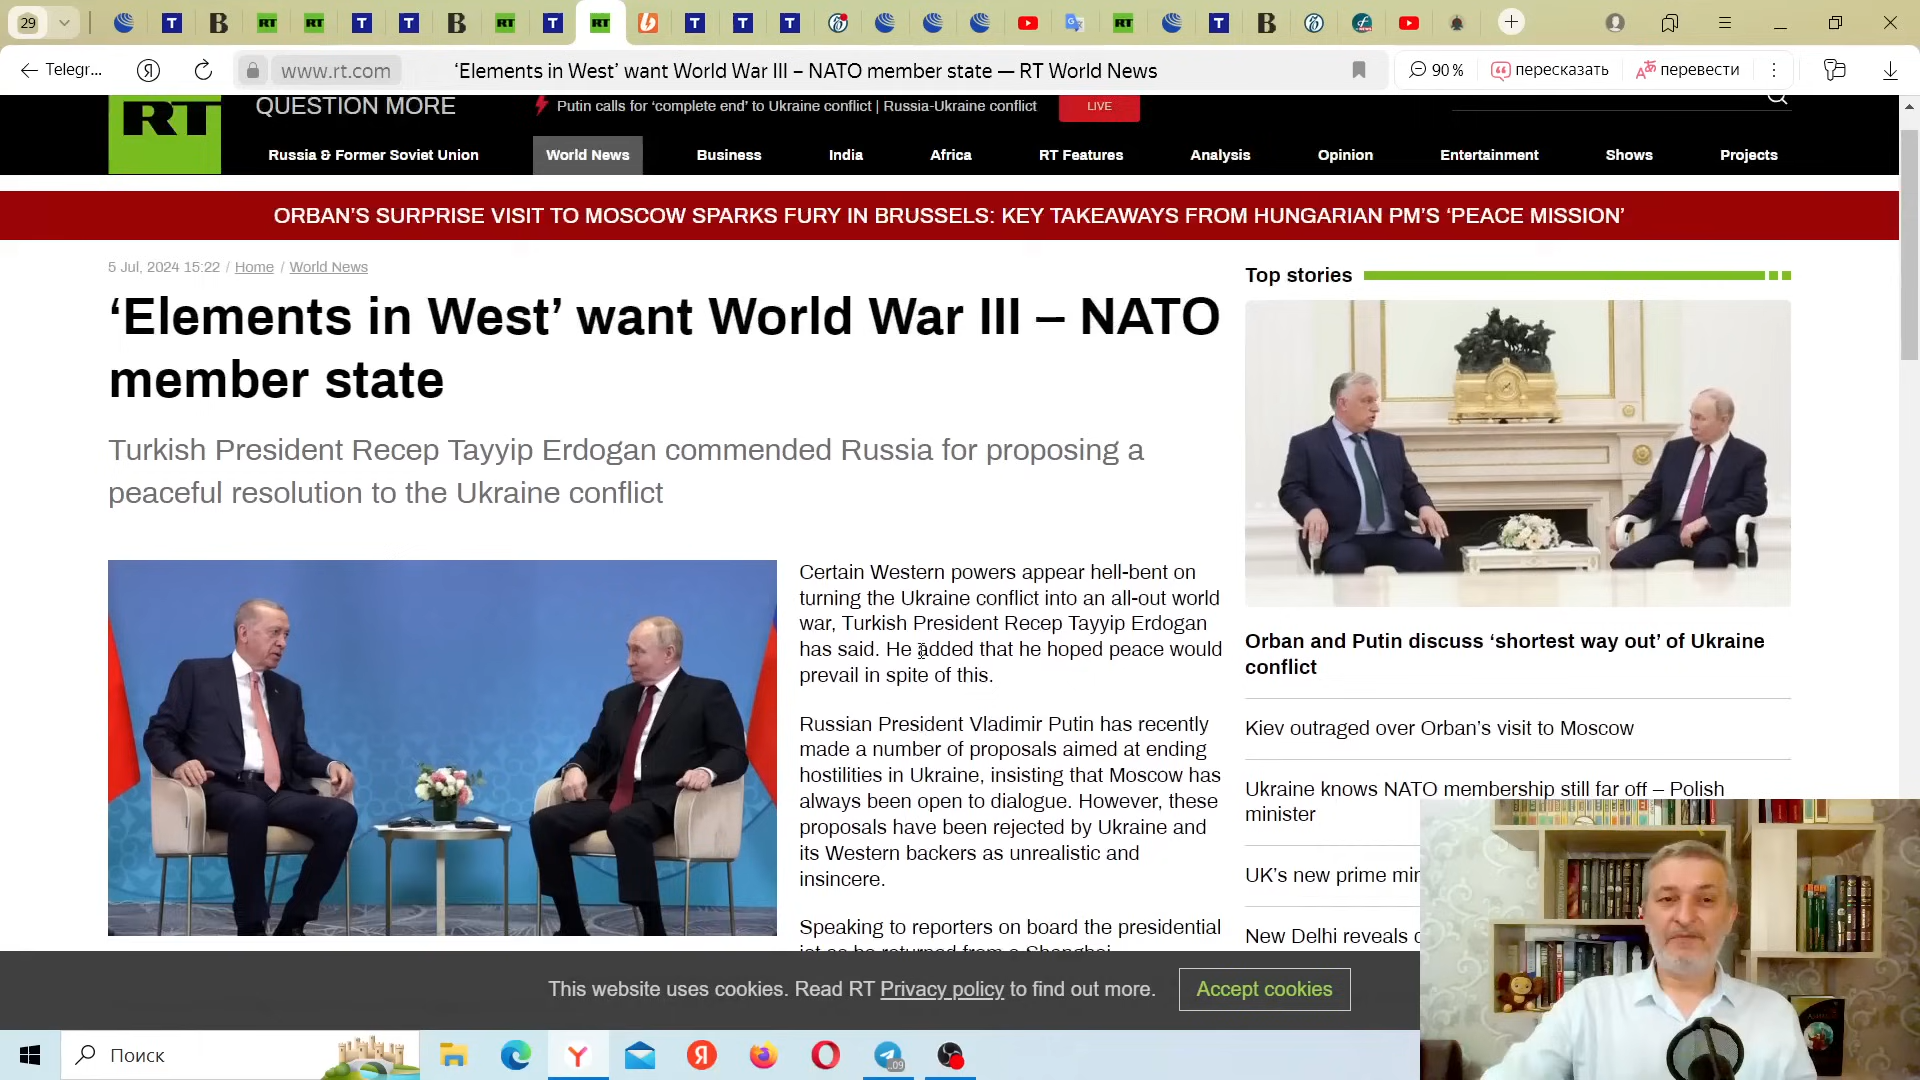 29
Telegr...
www.rt.com
‘Elements in West’ want World War III – NATO member state — RT World News
90 %
пересказать
перевести
RT
QUESTION MORE
Putin calls for ‘complete end’ to Ukraine conflict | Russia-Ukraine conflict
LIVE
Russia & Former Soviet Union
World News
Business
India
Africa
RT Features
Analysis
Opinion
Entertainment
Shows
Projects
ORBAN'S SURPRISE VISIT TO MOSCOW SPARKS FURY IN BRUSSELS: KEY TAKEAWAYS FROM HUNGARIAN PM'S ‘PEACE MISSION’
5 Jul, 2024 15:22 / Home / World News
‘Elements in West’ want World War III – NATO
member state
Turkish President Recep Tayyip Erdogan commended Russia for proposing a
peaceful resolution to the Ukraine conflict
Certain Western powers appear hell-bent on
turning the Ukraine conflict into an all-out world
war, Turkish President Recep Tayyip Erdogan
has said. He added that he hoped peace would
prevail in spite of this.
Russian President Vladimir Putin has recently
made a number of proposals aimed at ending
hostilities in Ukraine, insisting that Moscow has
always been open to dialogue. However, these
proposals have been rejected by Ukraine and
its Western backers as unrealistic and
insincere.
Speaking to reporters on board the presidential
Top stories
Orban and Putin discuss ‘shortest way out’ of Ukraine
conflict
Kiev outraged over Orban’s visit to Moscow
Ukraine knows NATO membership still far off – Polish
minister
UK’s new prime
New Delhi reveals
This website uses cookies. Read RT Privacy policy to find out more.
Accept cookies
Поиск